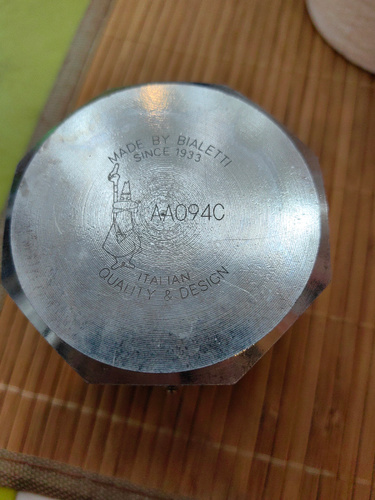 MADE BY BIALETTI
SINCE 1933
AA094C
ITALIAN
QUALITY & DESIGN